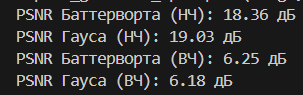 PSNR Баттерворта (НЧ): 18.36 дБ
PSNR Гауса (НЧ): 19.03 дБ
PSNR Баттерворта (ВЧ): 6.25 дБ
PSNR Гауса (ВЧ): 6.18 дБ